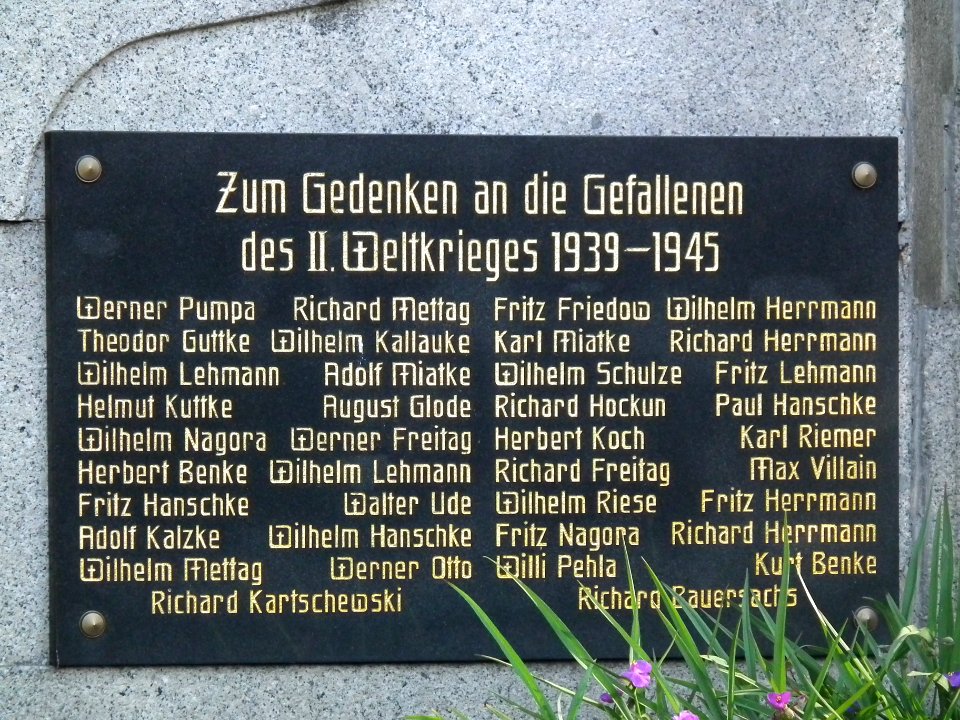 Zum Gedenken an die Gefallenen
des II. Weltkrieges 1939–1945
Werner Pumpa Richard Mettag Fritz Friedow Wilhelm Herrmann
Theodor Guttke Wilhelm Kallauke Karl Miatke Richard Herrmann
Wilhelm Lehmann Adolf Miatke Wilhelm Schulze Fritz Lehmann
Helmut Kuttke August Glode Richard Hockun Paul Hanschke
Wilhelm Nagora Werner Freitag Herbert Koch Karl Riemer
Herbert Benke Wilhelm Lehmann Richard Freitag Max Villain
Fritz Hanschke Walter Ude Wilhelm Riese Fritz Herrmann
Adolf Kalzke Wilhelm Hanschke Fritz Nagora Richard Herrmann
Wilhelm Mettag Werner Otto Willi Pehla Kurt Benke
Richard Kartschewski Richard Bauersachs